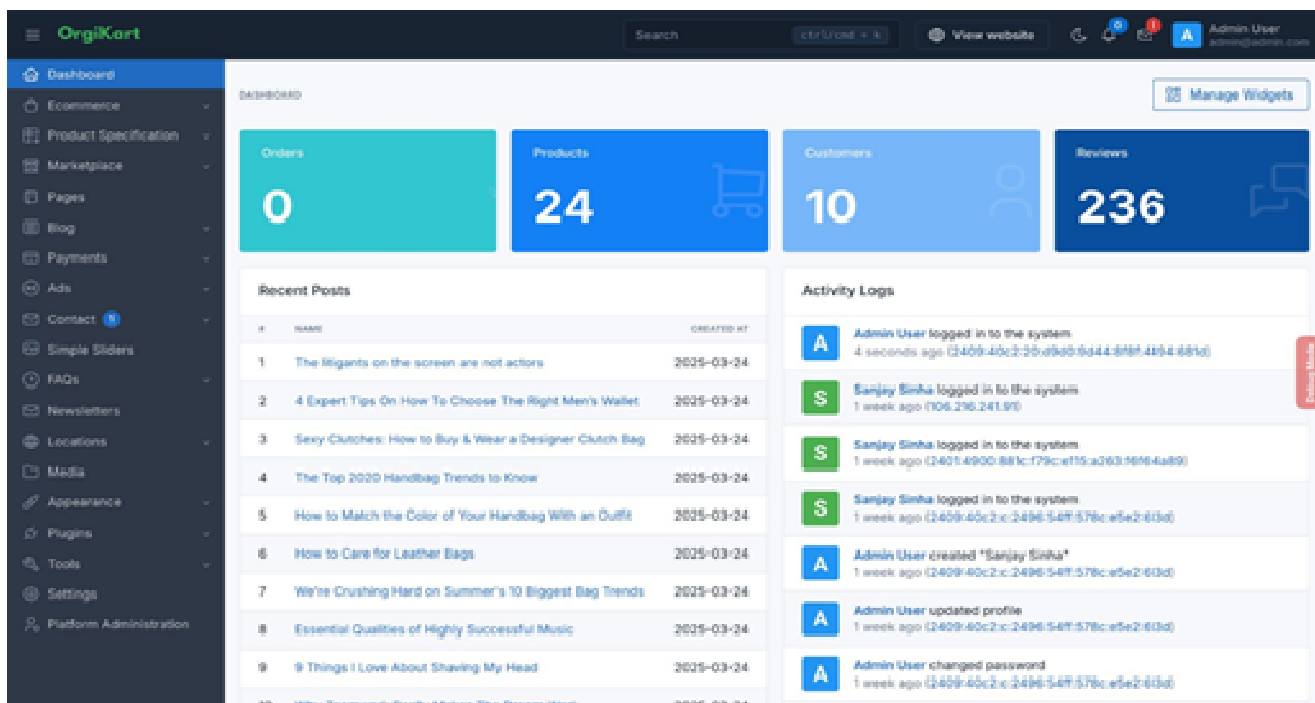 OrgiKart
Search
ctrl/cmd + k
View website
Admin User
admin@admin.com
Dashboard
Ecommerce
Product Specification
Marketplace
Pages
Blog
Payments
Ads
Contact
Simple Sliders
FAQs
Newsletters
Locations
Media
Appearance
Plugins
Tools
Settings
Platform Administration
DASHBOARD
Manage Widgets
Orders
0
Products
24
Customers
10
Reviews
236
Recent Posts
# NAME CREATED AT
1 The litigants on the screen are not actors 2025-03-24
2 4 Expert Tips On How To Choose The Right Men's Wallet 2025-03-24
3 Sexy Clutches: How to Buy & Wear a Designer Clutch Bag 2025-03-24
4 The Top 2020 Handbag Trends to Know 2025-03-24
5 How to Match the Color of Your Handbag With an Outfit 2025-03-24
6 How to Care for Leather Bags 2025-03-24
7 We're Crushing Hard on Summer's 10 Biggest Bag Trends 2025-03-24
8 Essential Qualities of Highly Successful Music 2025-03-24
9 9 Things I Love About Shaving My Head 2025-03-24
Activity Logs
A
Admin User logged in to the system
4 seconds ago
S
Sanjay Sinha logged in to the system
1 week ago (106.216.241.91)
S
Sanjay Sinha logged in to the system
1 week ago
S
Sanjay Sinha logged in to the system
1 week ago
A
Admin User created "Sanjay Sinha"
1 week ago
A
Admin User updated profile
1 week ago
A
Admin User changed password
1 week ago